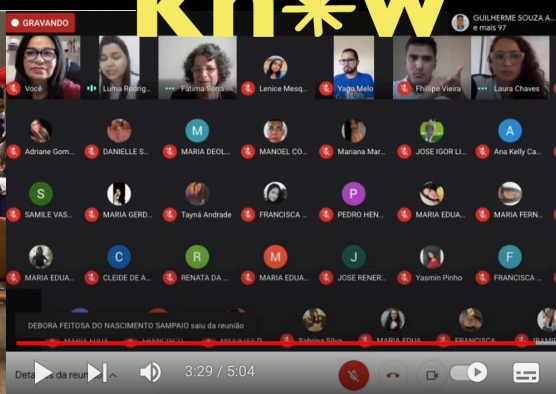 kn*w
GRAVANDO
GUILHERME SOUZA A...
e mais 97
Você
Luma Rodrig...
Fátima Serra
Lenice Mesq...
Yago Melo
Fhillipe Vieira
Laura Chaves
Adriane Gom...
DANIELLE S...
M
MARIA DEOL...
MANOEL CO...
Mariana Mar...
JOSE IGOR LI...
A
Ana Kelly Ca...
S
SAMILE VAS...
MARIA GERD...
Tayná Andrade
FRANCISCA ...
P
PEDRO HEN...
MARIA EDUA...
MARIA FERN...
MARIA EDUA...
C
CLEIDE DE A...
R
RENATA DA ...
M
MARIA EDUA...
J
JOSE RENER...
Yasmin Pinho
F
FRANCISCA ...
DEBORA FEITOSA DO NASCIMENTO SAMPAIO saiu da reunião
Sabrina Silva
MARIA EDUA
FRANCISCA
3:29 / 5:04